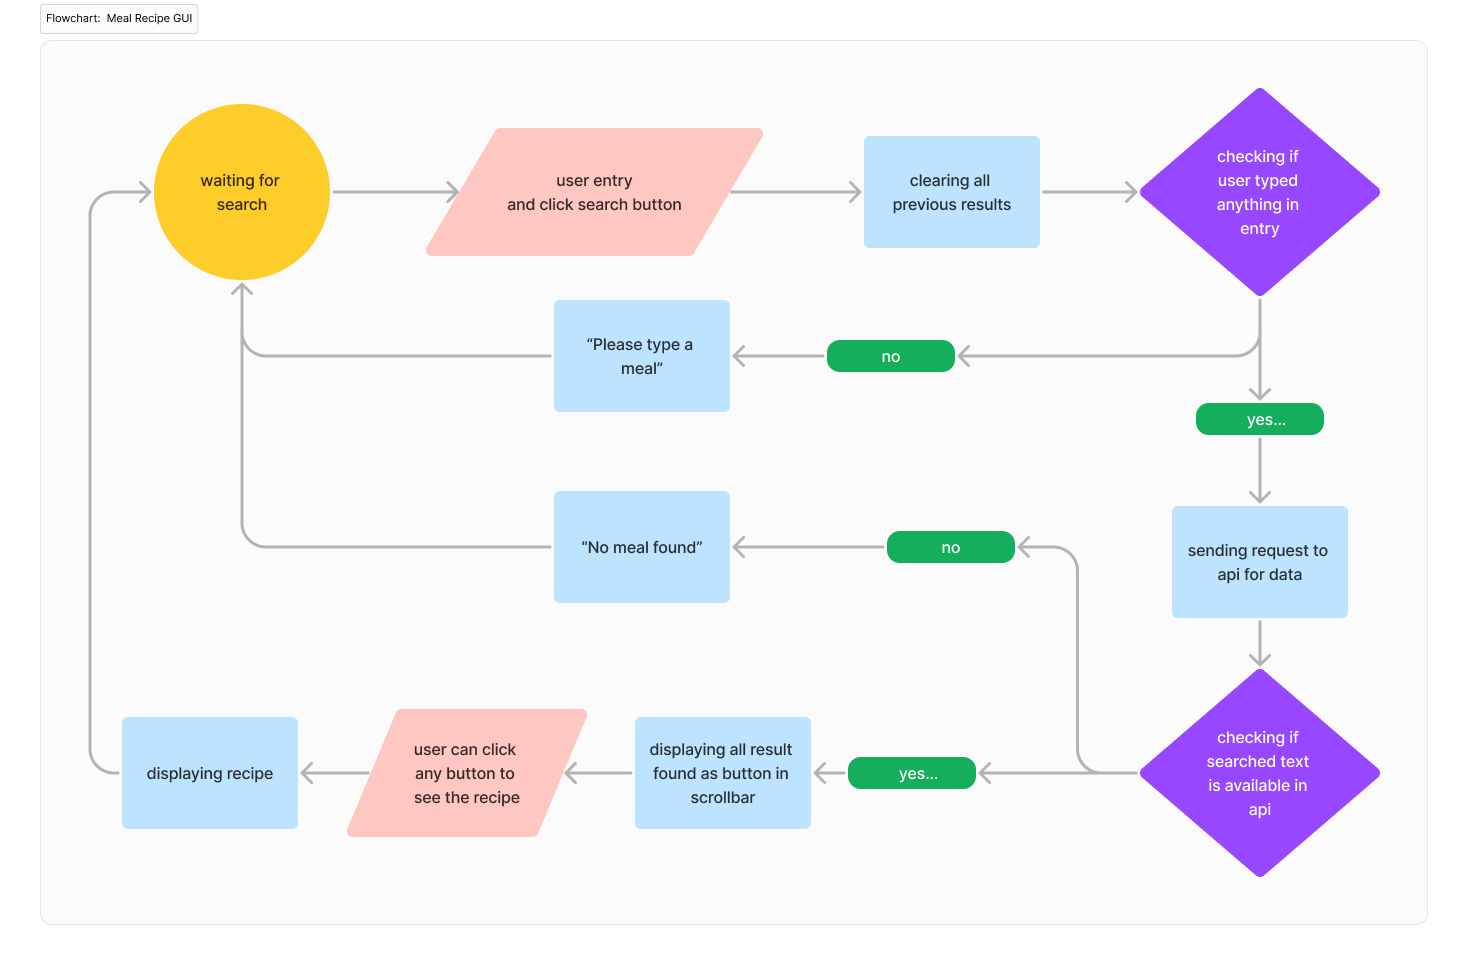 Flowchart:  Meal Recipe GUI
waiting for
search
user entry
and click search button
clearing all
previous results
checking if
user typed
anything in
entry
“Please type a
meal”
no
yes...
“No meal found”
no
sending request to
api for data
displaying recipe
user can click
any button to
see the recipe
displaying all result
found as button in
scrollbar
yes...
checking if
searched text
is available in
api